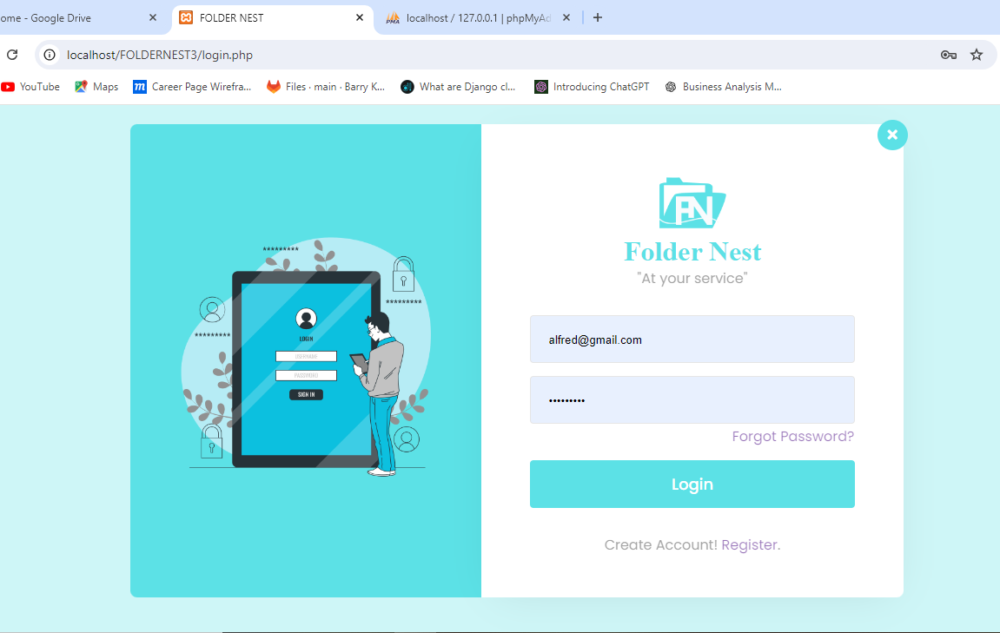 ome - Google Drive
FOLDER NEST
localhost / 127.0.0.1 | phpMyAd
localhost/FOLDERNEST3/login.php
YouTube
Maps
Career Page Wirefra...
Files · main · Barry K...
What are Django cl...
Introducing ChatGPT
Business Analysis M...
FN
Folder Nest
"At your service"
*********
*********
*********
LOGIN
USERNAME
PASSWORD
SIGN IN
alfred@gmail.com
•••••••••
Forgot Password?
Login
Create Account! Register.